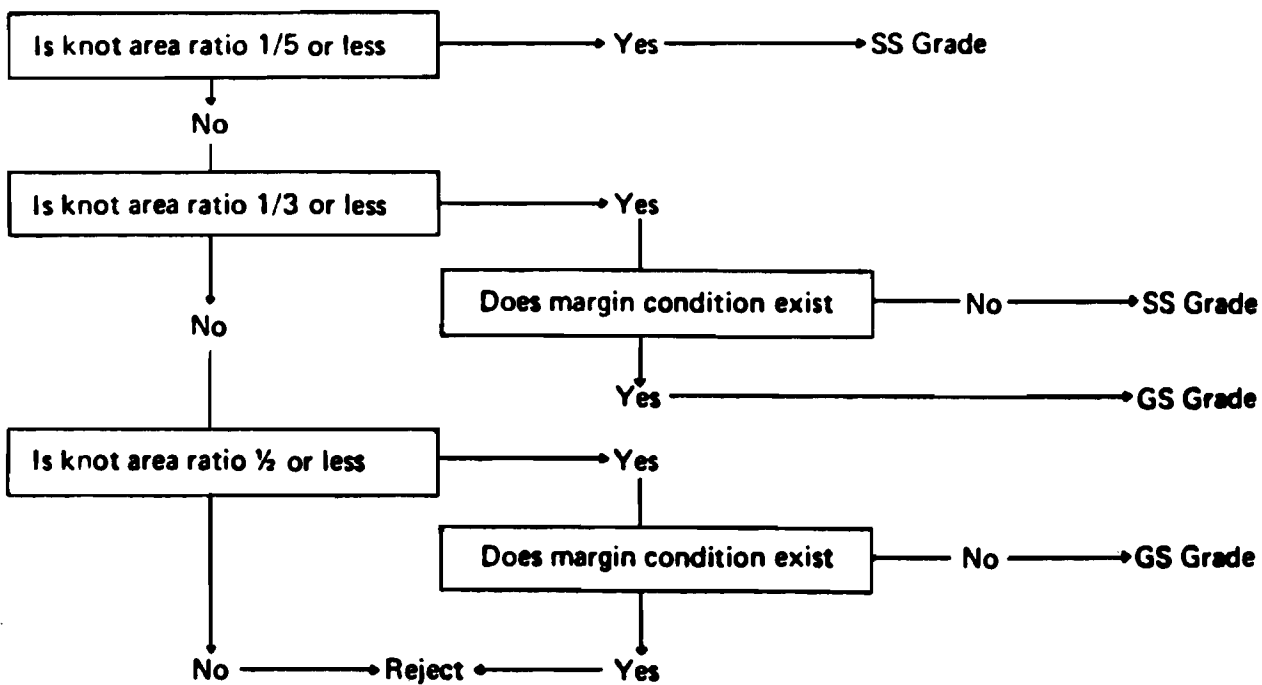 Is knot area ratio 1/5 or less Yes SS Grade
No
Is knot area ratio 1/3 or less Yes
Does margin condition exist No SS Grade
No
Yes GS Grade
Is knot area ratio ½ or less Yes
Does margin condition exist No GS Grade
No Reject Yes